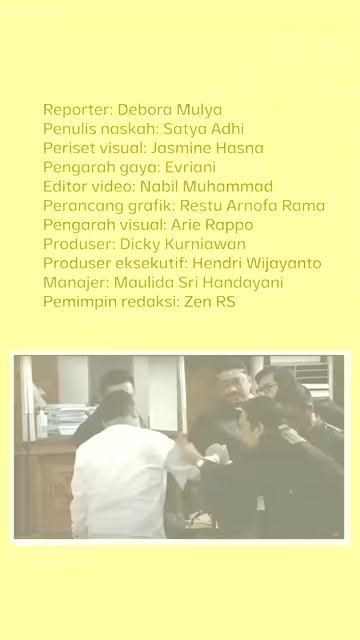 Reporter: Debora Mulya
Penulis naskah: Satya Adhi
Periset visual: Jasmine Hasna
Pengarah gaya: Evriani
Editor video: Nabil Muhammad
Perancang grafik: Restu Arnofa Rama
Pengarah visual: Arie Rappo
Produser: Dicky Kurniawan
Produser eksekutif: Hendri Wijayanto
Manajer: Maulida Sri Handayani
Pemimpin redaksi: Zen RS